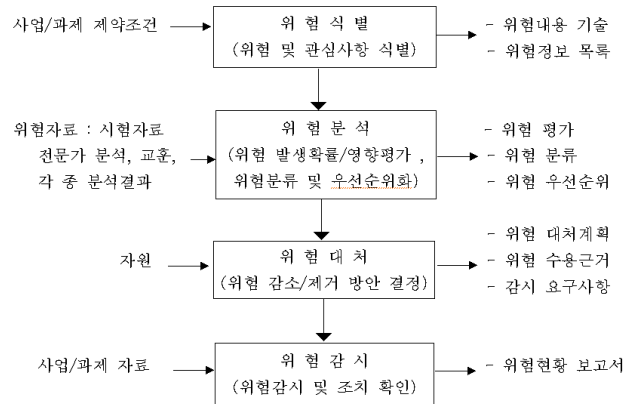 사업/과제 제약조건
위 험 식 별
(위험 및 관심사항 식별)
- 위험내용 기술
- 위험정보 목록
위험자료 : 시험자료
전문가 분석, 교훈,
각 종 분석결과
위 험 분 석
(위험 발생확률/영향평가 ,
위험분류 및 우선순위화)
- 위험 평가
- 위험 분류
- 위험 우선순위
자원
위 험 대 처
(위험 감소/제거 방안 결정)
- 위험 대처계획
- 위험 수용근거
- 감시 요구사항
사업/과제 자료
위 험 감 시
(위험감시 및 조치 확인)
- 위험현황 보고서